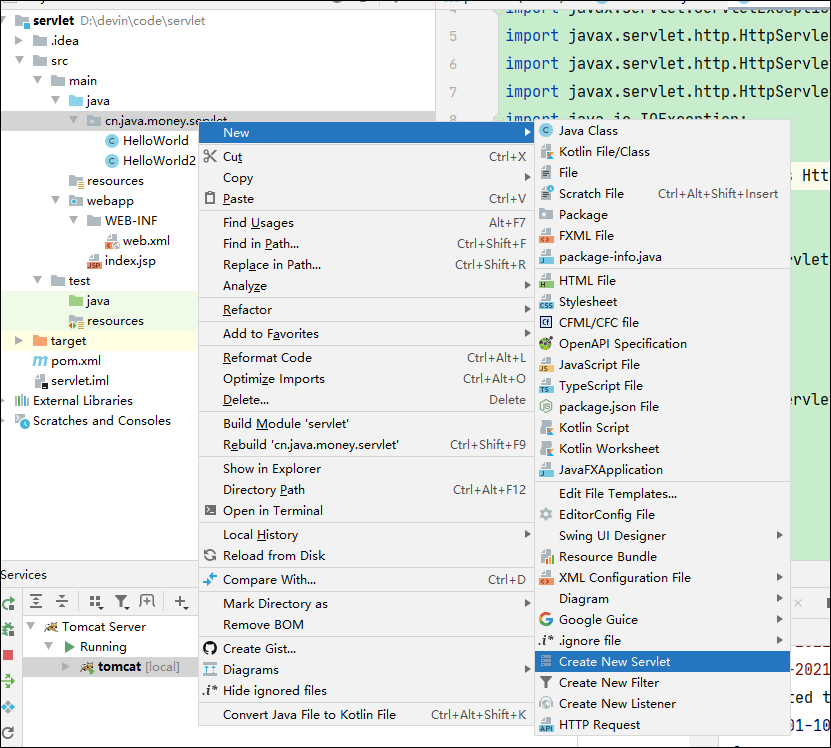 servlet D:\devin\code\servlet
.idea
src
main
java
cn.java.money.servlet
HelloWorld
HelloWorld2
resources
webapp
WEB-INF
web.xml
index.jsp
test
java
resources
target
pom.xml
servlet.iml
External Libraries
Scratches and Consoles
import javax.servlet.ServletExceptio
5 import javax.servlet.http.HttpServle
6 import javax.servlet.http.HttpServle
7 import javax.servlet.http.HttpServle
8 import java.io.IOException;
s Htt
vlet
rvlet
New
Cut Ctrl+X
Copy
Paste Ctrl+V
Find Usages Alt+F7
Find in Path... Ctrl+Shift+F
Replace in Path... Ctrl+Shift+R
Analyze
Refactor
Add to Favorites
Reformat Code Ctrl+Alt+L
Optimize Imports Ctrl+Alt+O
Delete... Delete
Build Module 'servlet'
Rebuild 'cn.java.money.servlet' Ctrl+Shift+F9
Show in Explorer
Directory Path Ctrl+Alt+F12
Open in Terminal
Local History
Reload from Disk
Compare With... Ctrl+D
Mark Directory as
Remove BOM
Create Gist...
Diagrams
Hide ignored files
Convert Java File to Kotlin File Ctrl+Alt+Shift+K
Java Class
Kotlin File/Class
File
Scratch File Ctrl+Alt+Shift+Insert
Package
FXML File
package-info.java
HTML File
Stylesheet
CFML/CFC file
OpenAPI Specification
JavaScript File
TypeScript File
package.json File
Kotlin Script
Kotlin Worksheet
JavaFXApplication
Edit File Templates...
EditorConfig File
Swing UI Designer
Resource Bundle
XML Configuration File
Diagram
Google Guice
.ignore file
Create New Servlet
Create New Filter
Create New Listener
HTTP Request
Services
Tomcat Server
Running
tomcat [local]
-2021
ted t
01-10